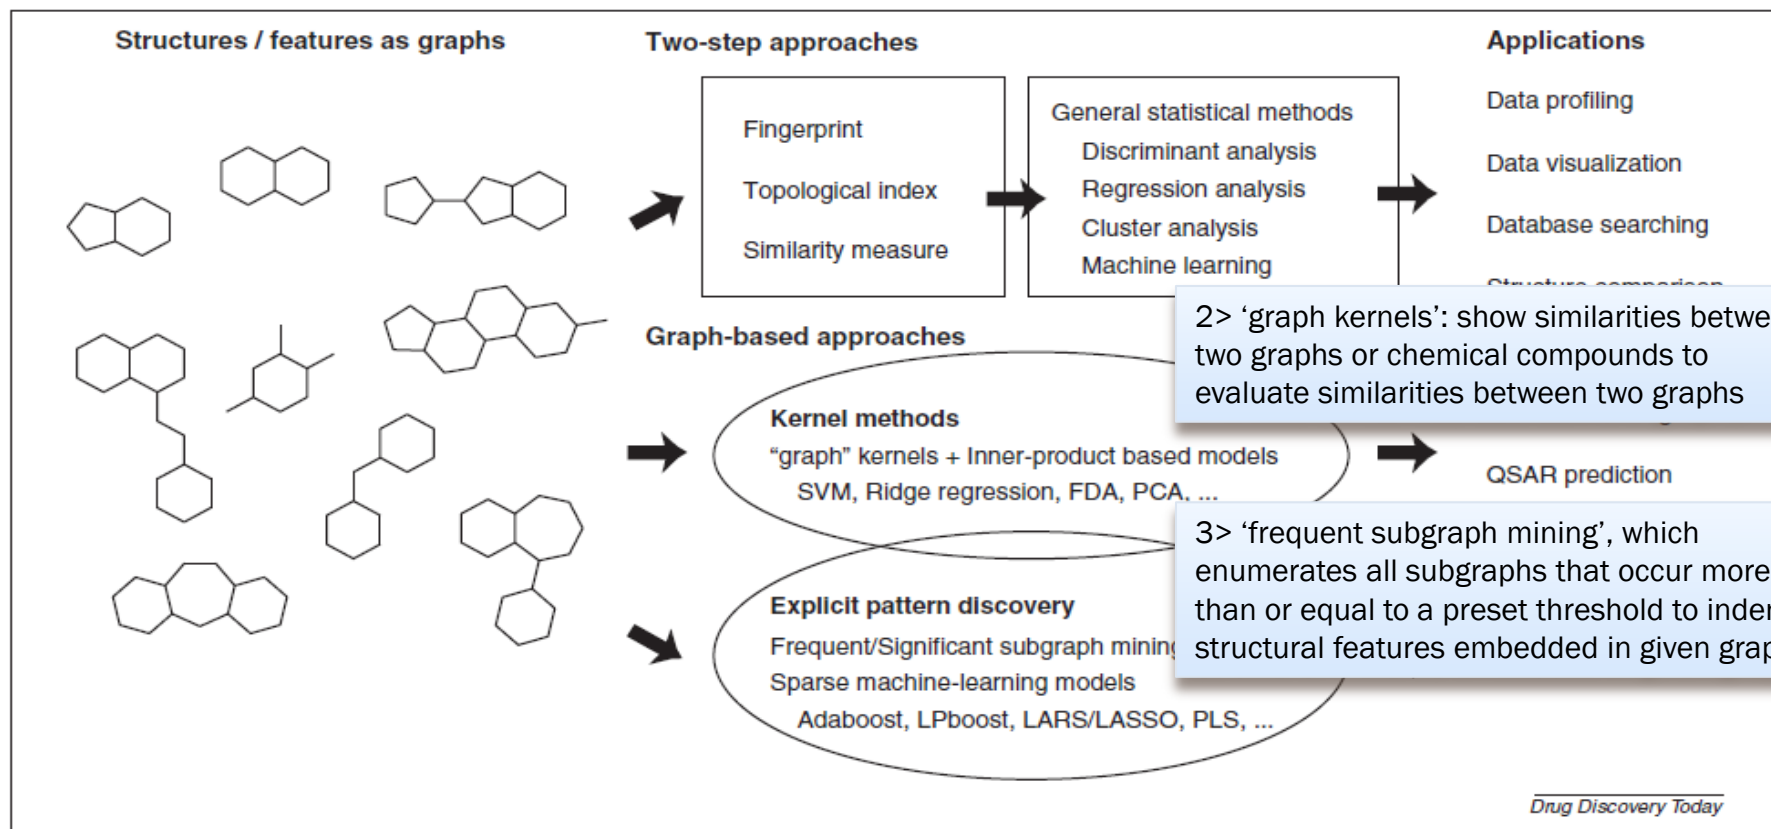 Structures / features as graphs
Two-step approaches
Fingerprint
Topological index
Similarity measure
General statistical methods
Discriminant analysis
Regression analysis
Cluster analysis
Machine learning
Applications
Data profiling
Data visualization
Database searching
Structure comparison
2> ‘graph kernels’: show similarities betwe
two graphs or chemical compounds to
evaluate similarities between two graphs
Graph-based approaches
Kernel methods
“graph” kernels + Inner-product based models
SVM, Ridge regression, FDA, PCA, ...
QSAR prediction
3> ‘frequent subgraph mining’, which
enumerates all subgraphs that occur more
than or equal to a preset threshold to inden
structural features embedded in given grap
Explicit pattern discovery
Frequent/Significant subgraph mining
Sparse machine-learning models
Adaboost, LPboost, LARS/LASSO, PLS, ...
Drug Discovery Today